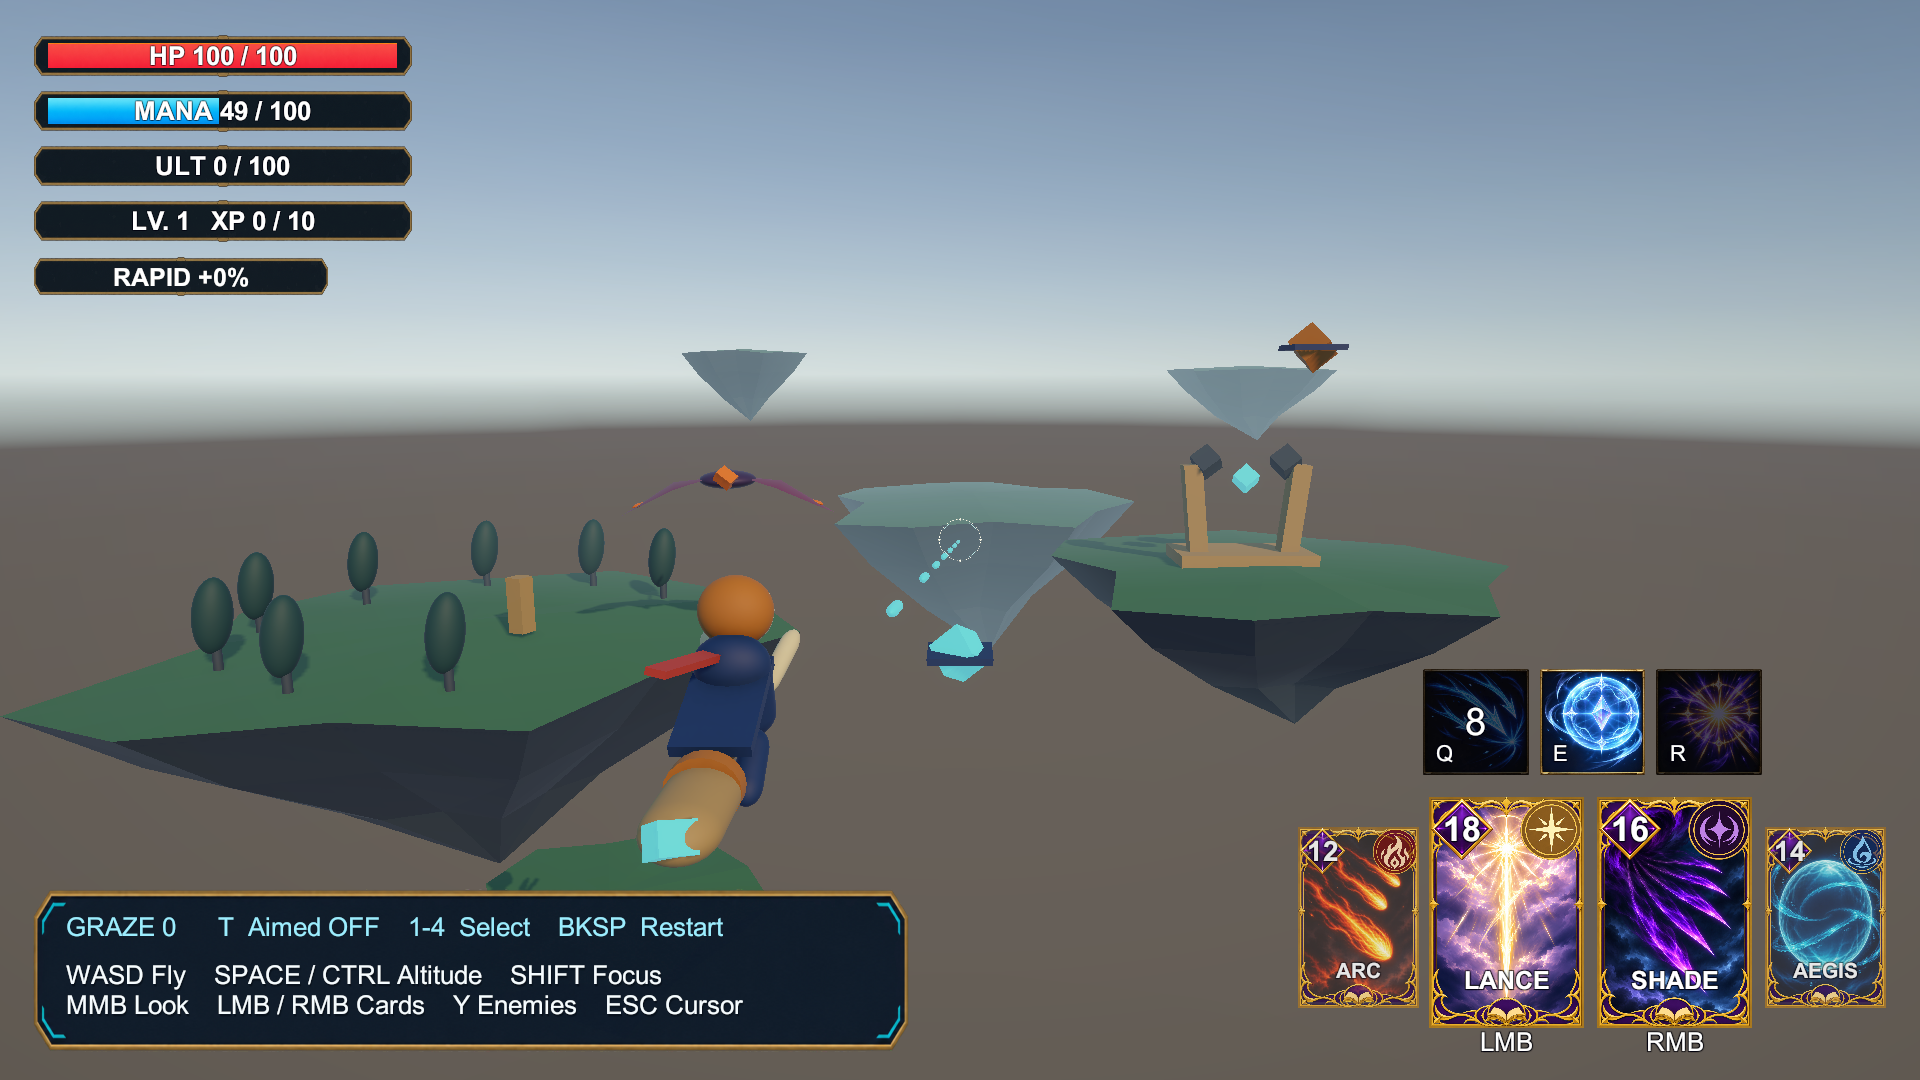 HP 100 / 100
MANA 49 / 100
ULT 0 / 100
LV. 1 XP 0 / 10
RAPID +0%
8
Q
E
R
12
ARC
18
LANCE
LMB
16
SHADE
RMB
14
AEGIS
GRAZE 0 T Aimed OFF 1-4 Select BKSP Restart
WASD Fly SPACE / CTRL Altitude SHIFT Focus
MMB Look LMB / RMB Cards Y Enemies ESC Cursor